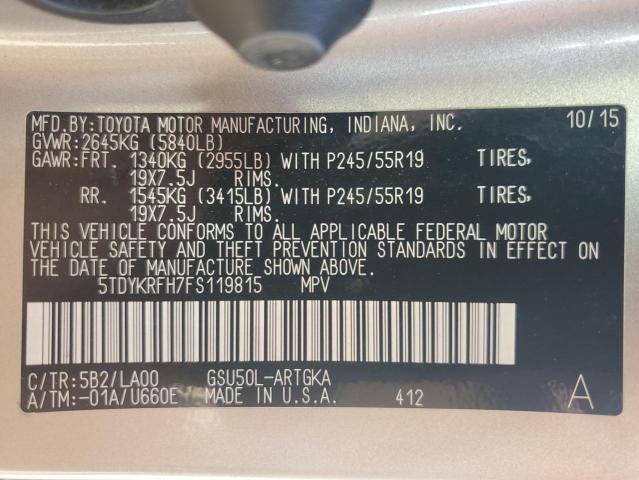 MFD.BY:TOYOTA MOTOR MANUFACTURING, INDIANA, INC. 10/15
GVWR:2645KG (5840LB)
GAWR:FRT. 1340KG (2955LB) WITH P245/55R19 TIRES,
19X7.5J RIMS.
RR. 1545KG (3415LB) WITH P245/55R19 TIRES,
19X7.5J RIMS.
THIS VEHICLE CONFORMS TO ALL APPLICABLE FEDERAL MOTOR
VEHICLE SAFETY AND THEFT PREVENTION STANDARDS IN EFFECT ON
THE DATE OF MANUFACTURE SHOWN ABOVE.
5TDYKRFH7FS119815 MPV
C/TR:5B2/LA00 GSU50L-ARTGKA
A/TM:-01A/U660E MADE IN U.S.A. 412 A